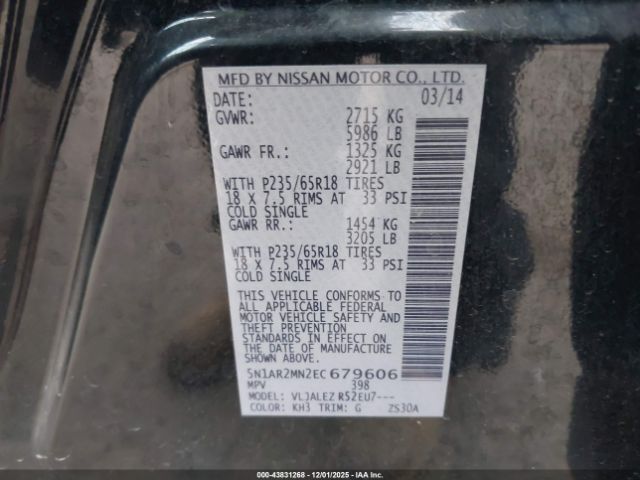 MFD BY NISSAN MOTOR CO., LTD.
DATE: 03/14
GVWR: 2715 KG
5986 LB
GAWR FR.: 1325 KG
2921 LB
WITH P235/65R18 TIRES
18 X 7.5 RIMS AT 33 PSI
COLD SINGLE
GAWR RR.: 1454 KG
3205 LB
WITH P235/65R18 TIRES
18 X 7.5 RIMS AT 33 PSI
COLD SINGLE
THIS VEHICLE CONFORMS TO
ALL APPLICABLE FEDERAL
MOTOR VEHICLE SAFETY AND
THEFT PREVENTION
STANDARDS IN EFFECT ON
THE DATE OF MANUFACTURE
SHOWN ABOVE.
5N1AR2MN2EC679606
MPV 398
MODEL: VLJALEZ R52EU7---
COLOR: KH3 TRIM: G ZS30A
000-43831268 - 12/01/2025 - IAAI.COM